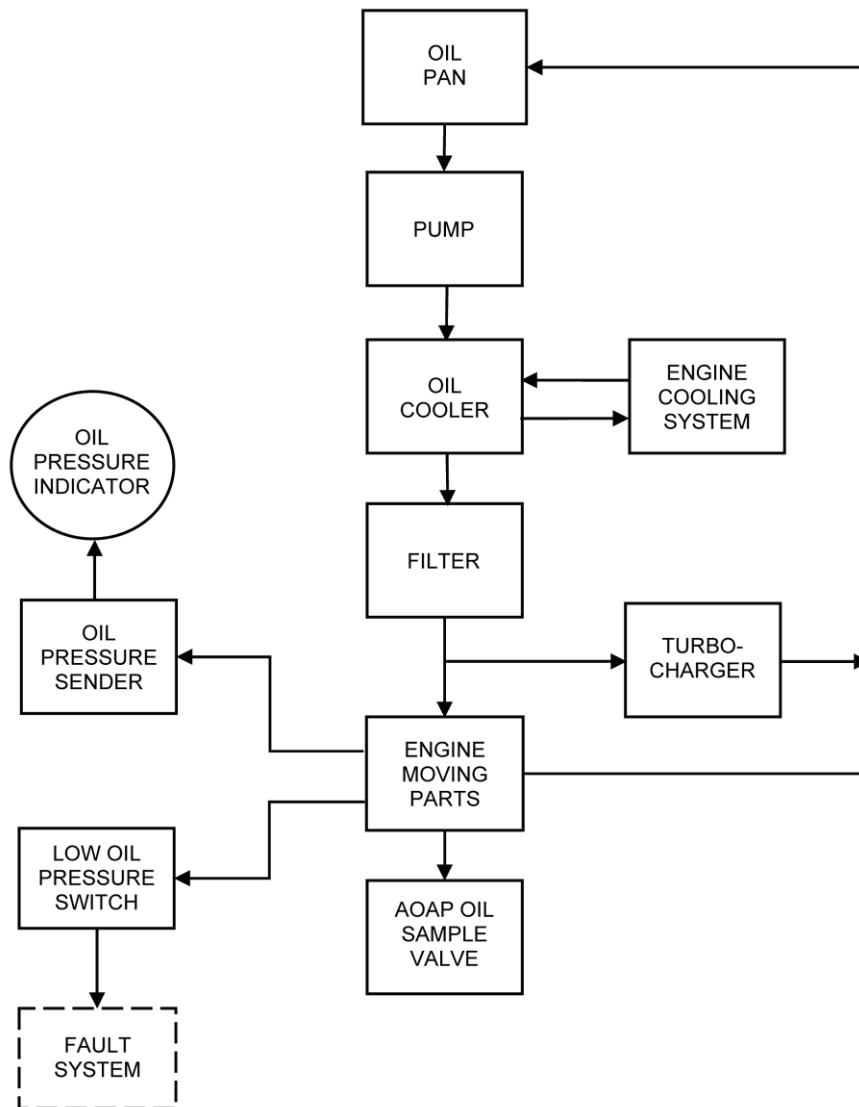 OIL
PAN
PUMP
OIL
COOLER
ENGINE
COOLING
SYSTEM
OIL
PRESSURE
INDICATOR
FILTER
OIL
PRESSURE
SENDER
TURBO-
CHARGER
ENGINE
MOVING
PARTS
LOW OIL
PRESSURE
SWITCH
AOAP OIL
SAMPLE
VALVE
FAULT
SYSTEM